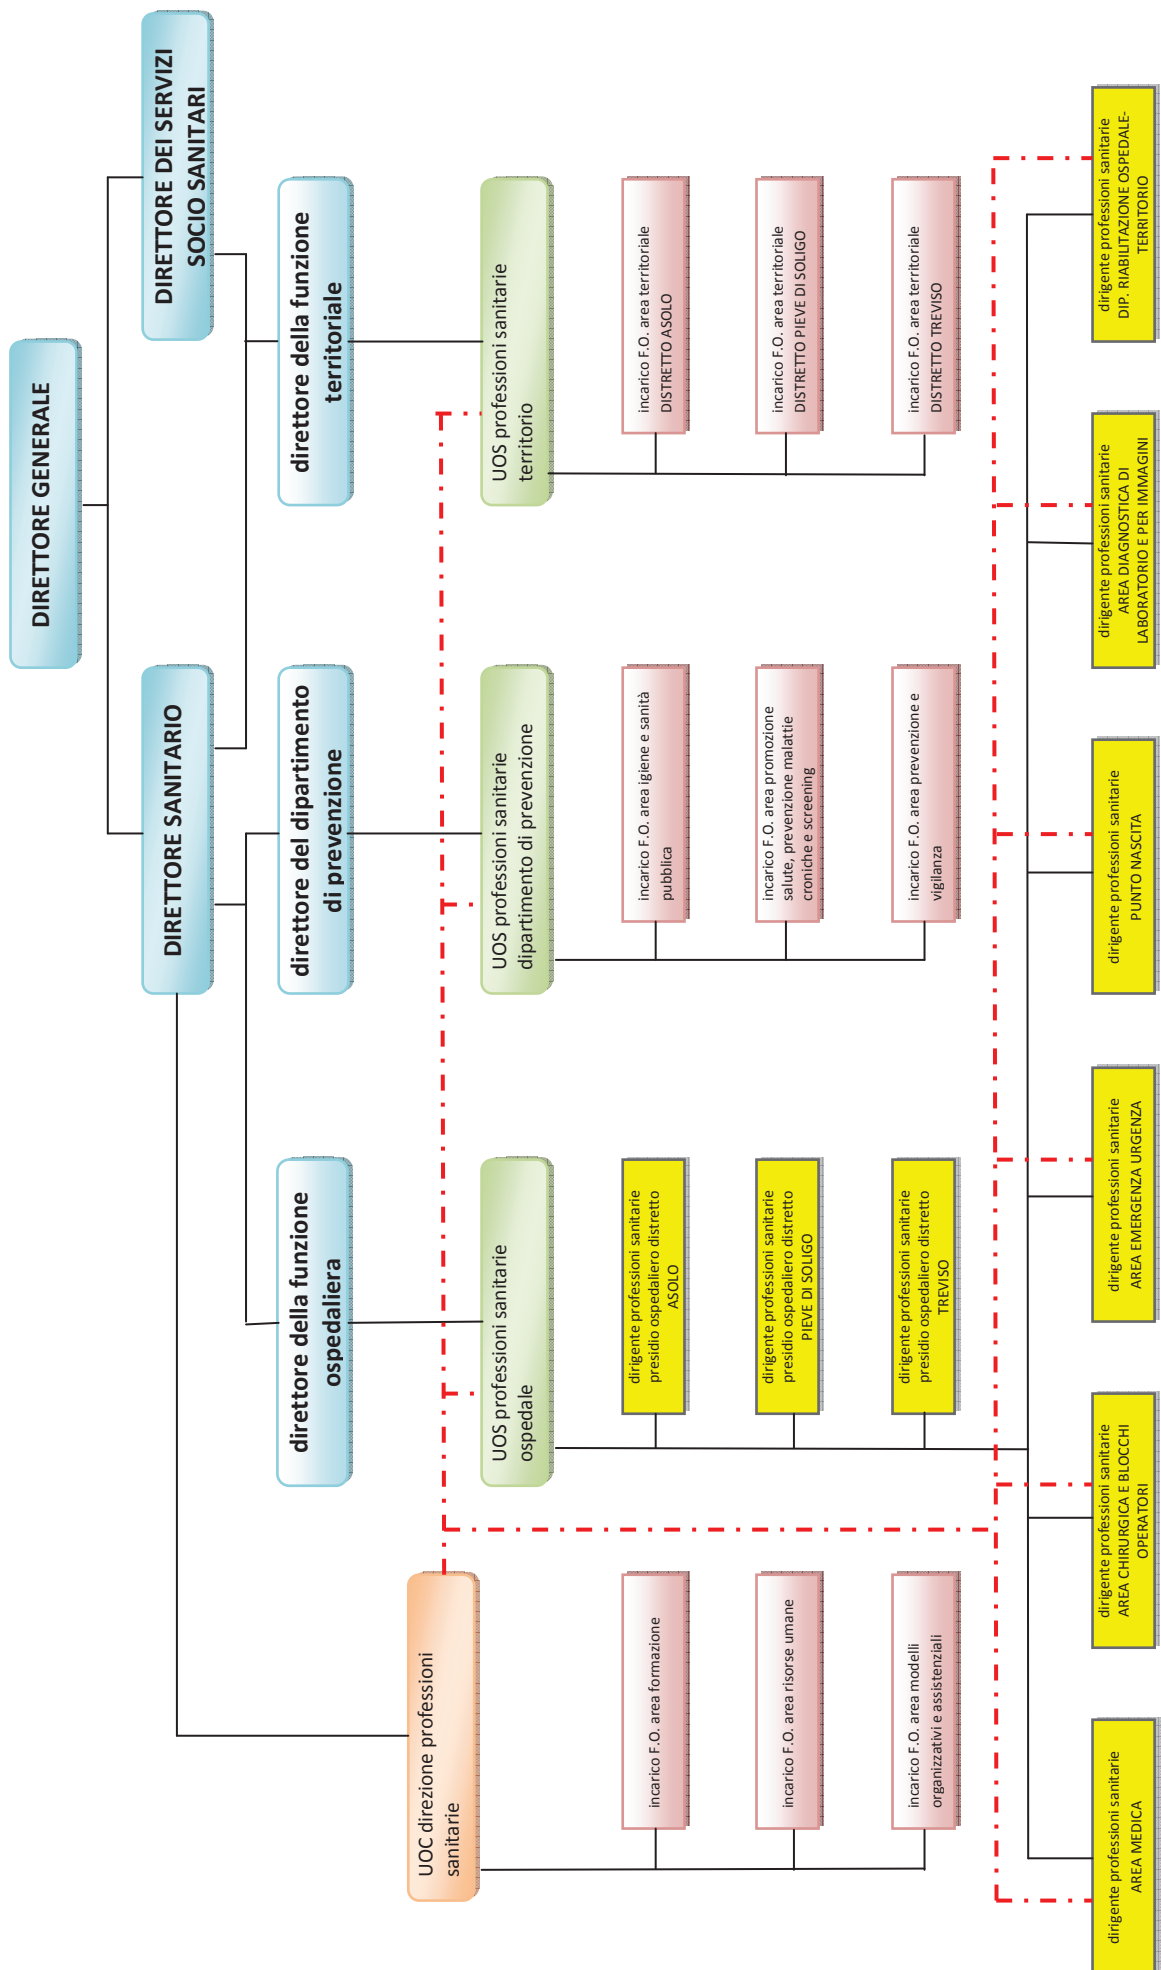 DIRETTORE GENERALE
DIRETTORE SANITARIO
DIRETTORE DEI SERVIZI
SOCIO SANITARI
direttore della funzione
ospedaliera
direttore del dipartimento
di prevenzione
direttore della funzione
territoriale
UOC direzione professioni
sanitarie
UOS professioni sanitarie
ospedale
UOS professioni sanitarie
dipartimento di prevenzione
UOS professioni sanitarie
territorio
incarico F.O. area formazione
dirigente professioni sanitarie
presidio ospedaliero distretto
ASOLO
incarico F.O. area igiene e sanità
pubblica
incarico F.O. area territoriale
DISTRETTO ASOLO
incarico F.O. area risorse umane
dirigente professioni sanitarie
presidio ospedaliero distretto
PIEVE DI SOLIGO
incarico F.O. area promozione
salute, prevenzione malattie
croniche e screening
incarico F.O. area territoriale
DISTRETTO PIEVE DI SOLIGO
incarico F.O. area modelli
organizzativi e assistenziali
dirigente professioni sanitarie
presidio ospedaliero distretto
TREVISO
incarico F.O. area prevenzione e
vigilanza
incarico F.O. area territoriale
DISTRETTO TREVISO
dirigente professioni sanitarie
AREA MEDICA
dirigente professioni sanitarie
AREA CHIRURGICA E BLOCCHI
OPERATORI
dirigente professioni sanitarie
AREA EMERGENZA URGENZA
dirigente professioni sanitarie
PUNTO NASCITA
dirigente professioni sanitarie
AREA DIAGNOSTICA DI
LABORATORIO E PER IMMAGINI
dirigente professioni sanitarie
DIP. RIABILITAZIONE OSPEDALE-
TERRITORIO